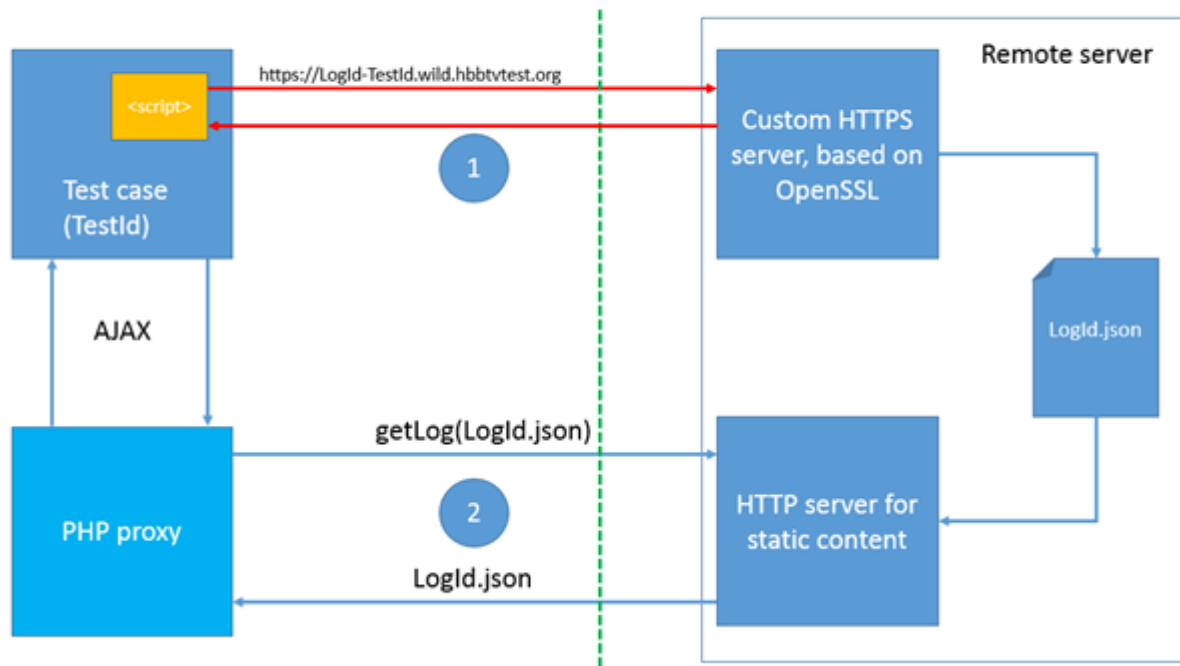 Remote server
https://LogId-TestId.wild.hbbtvtest.org
<script>
Custom HTTPS
server, based on
OpenSSL
1
Test case
(TestId)
LogId.json
AJAX
getLog(LogId.json)
PHP proxy
2
HTTP server for
static content
LogId.json